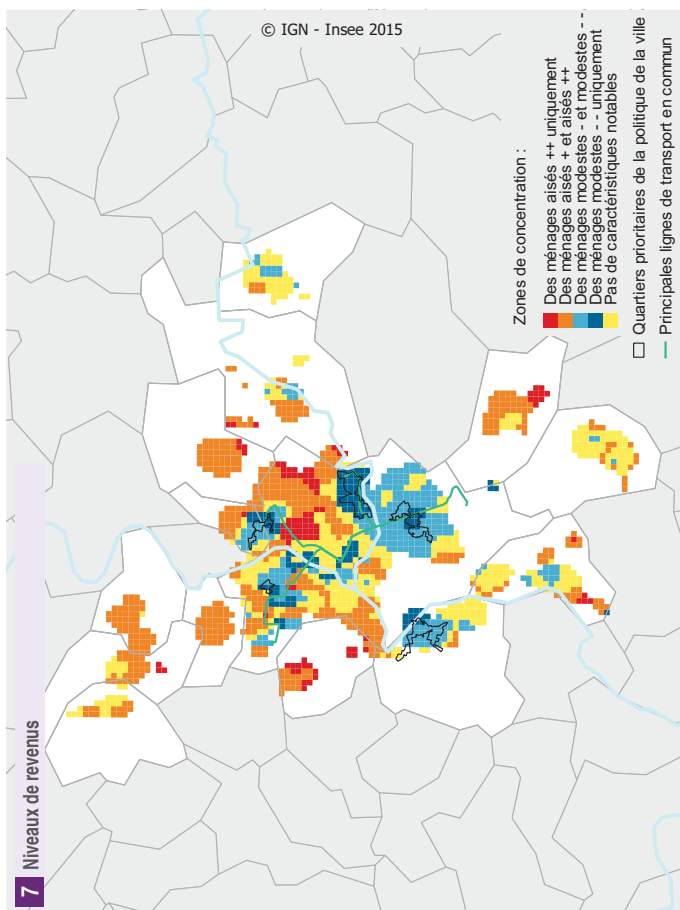 7 Niveaux de revenus
© IGN - Insee 2015
Zones de concentration :
Des ménages aisés ++ uniquement
Des ménages aisés + et aisés ++
Des ménages modestes - et modestes - -
Des ménages modestes - - uniquement
Pas de caractéristiques notables
Quartiers prioritaires de la politique de la ville
Principales lignes de transport en commun